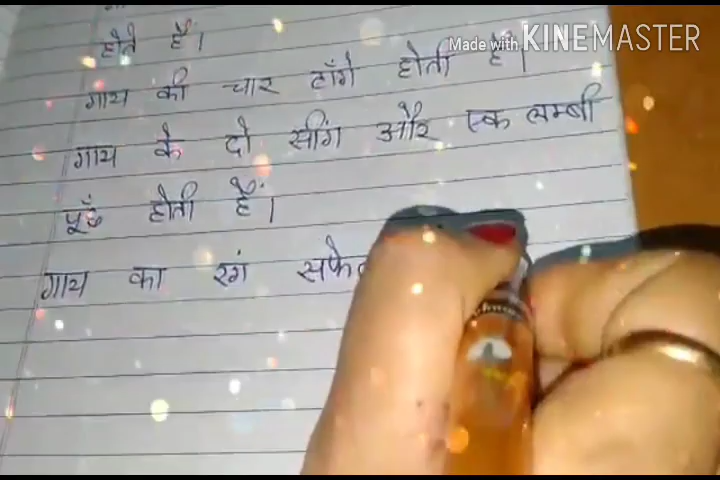 Made with KINEMASTER
होते हैं।
गाय की चार टाँगे होती हैं।
गाय के दो सींग और एक लम्बी
पूँछ होती हैं।
गाय का रंग